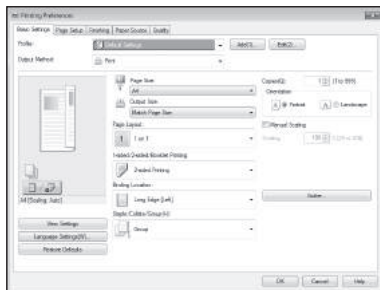 Printing Preferences
Basic Settings Page Setup Finishing Paper Source Quality
Profile: Default Settings Add(1)... Edit(2)...
Output Method: Print
Page Size:
A4
Output Size:
Match Page Size
Copies(Q): 1 (1 to 999)
Orientation
A Portrait A Landscape
Page Layout:
1 1 on 1
Manual Scaling
Scaling:
1-sided/2-sided/Booklet Printing:
2-sided Printing
Binding Location:
Long Edge [Left]
Gutter...
A4 [Scaling: Auto]
Staple/Collate/Group(H):
Group
View Settings
Language Settings(W)...
Restore Defaults
OK Cancel Help